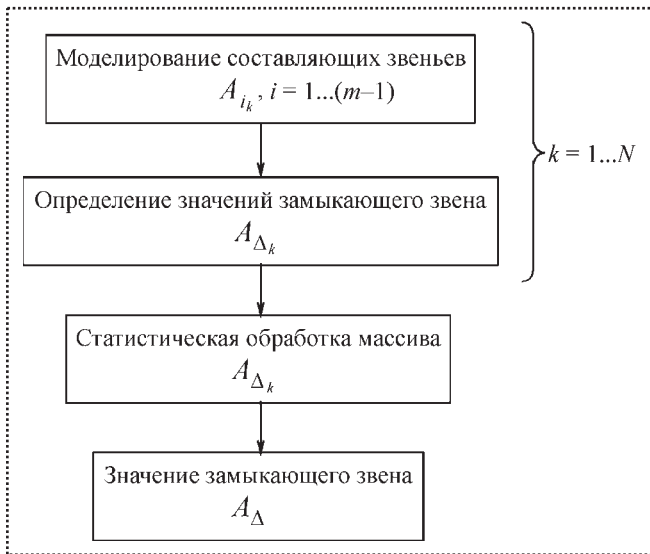 Моделирование составляющих звеньев
A_{i_k}, i = 1...(m–1)
k = 1...N
Определение значений замыкающего звена
A_{Δ_k}
Статистическая обработка массива
A_{Δ_k}
Значение замыкающего звена
A_Δ